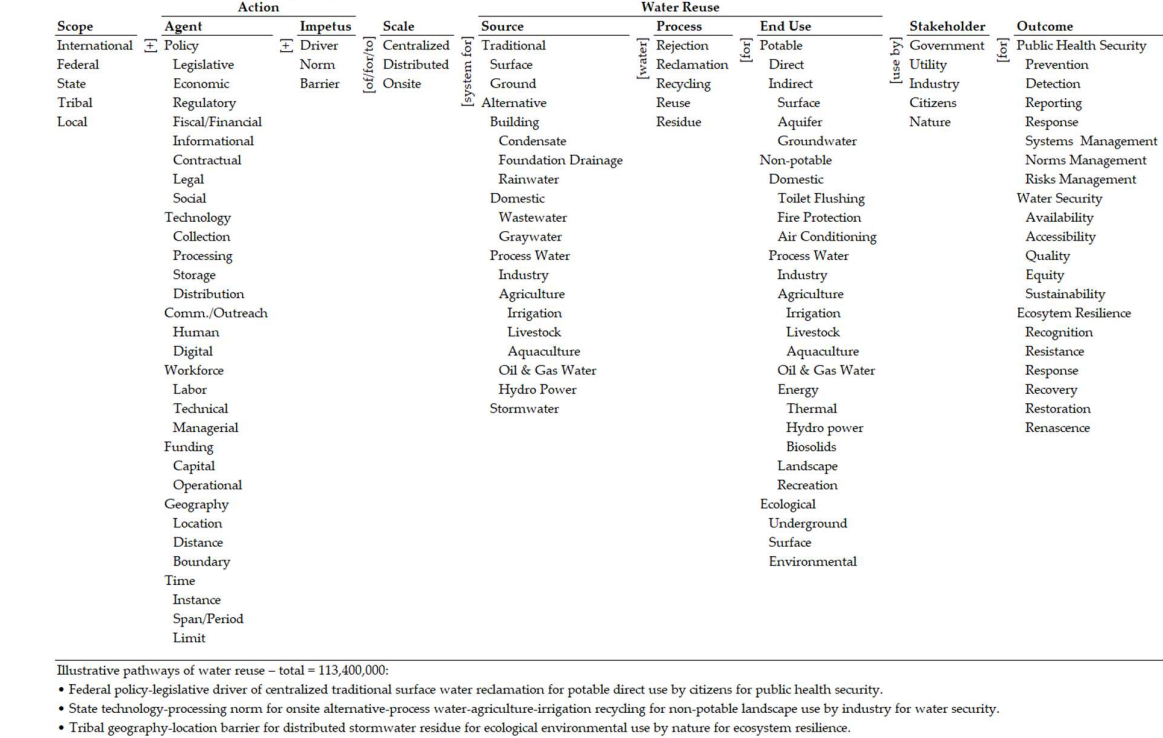 Action Water Reuse
Scope Agent Impetus Scale Source Process End Use Stakeholder Outcome
International [+] Policy [+] Driver [of/for/to] Centralized [system for] Traditional [water] Rejection [for] Potable [use by] Government [for] Public Health Security
Federal Legislative Norm Distributed Surface Reclamation Direct Utility Prevention
State Economic Barrier Onsite Ground Recycling Indirect Industry Detection
Tribal Regulatory Alternative Reuse Surface Citizens Reporting
Local Fiscal/Financial Building Residue Aquifer Nature Response
Informational Condensate Groundwater Systems Management
Contractual Foundation Drainage Non-potable Norms Management
Legal Rainwater Domestic Risks Management
Social Domestic Toilet Flushing Water Security
Technology Wastewater Fire Protection Availability
Collection Graywater Air Conditioning Accessibility
Processing Process Water Process Water Quality
Storage Industry Industry Equity
Distribution Agriculture Agriculture Sustainability
Comm./Outreach Irrigation Irrigation Ecosytem Resilience
Human Livestock Livestock Recognition
Digital Aquaculture Aquaculture Resistance
Workforce Oil & Gas Water Oil & Gas Water Response
Labor Hydro Power Energy Recovery
Technical Stormwater Thermal Restoration
Managerial Hydro power Renascence
Funding Biosolids
Capital Landscape
Operational Recreation
Geography Ecological
Location Underground
Distance Surface
Boundary Environmental
Time
Instance
Span/Period
Limit
Illustrative pathways of water reuse – total = 113,400,000:
• Federal policy-legislative driver of centralized traditional surface water reclamation for potable direct use by citizens for public health security.
• State technology-processing norm for onsite alternative-process water-agriculture-irrigation recycling for non-potable landscape use by industry for water security.
• Tribal geography-location barrier for distributed stormwater residue for ecological environmental use by nature for ecosystem resilience.